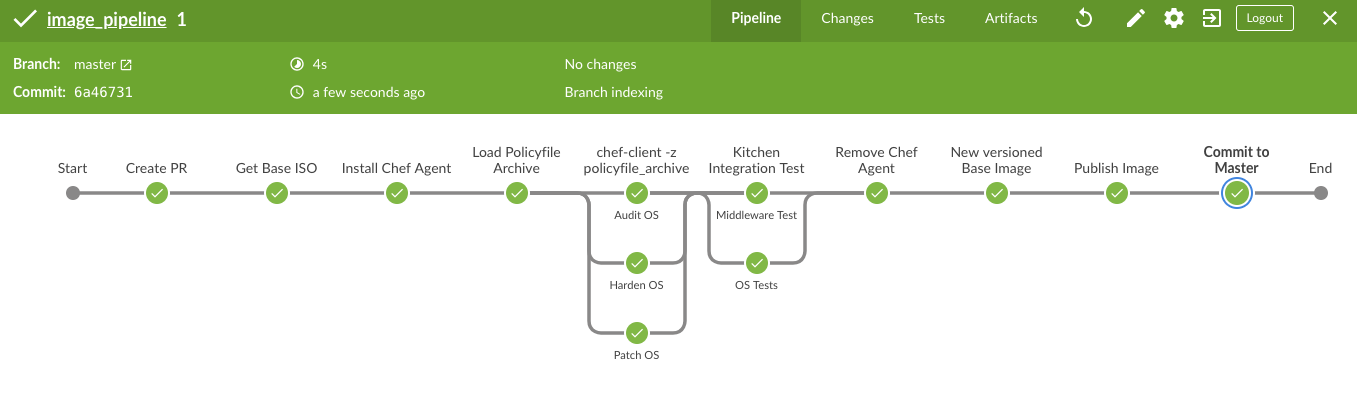 image_pipeline 1
Pipeline
Changes
Tests
Artifacts
Logout
Branch: master
4s
No changes
Commit: 6a46731
a few seconds ago
Branch indexing
Start
Create PR
Get Base ISO
Install Chef Agent
Load Policyfile
Archive
chef-client -z
policyfile_archive
Kitchen
Integration Test
Remove Chef
Agent
New versioned
Base Image
Publish Image
Commit to
Master
End
Audit OS
Middleware Test
Harden OS
OS Tests
Patch OS